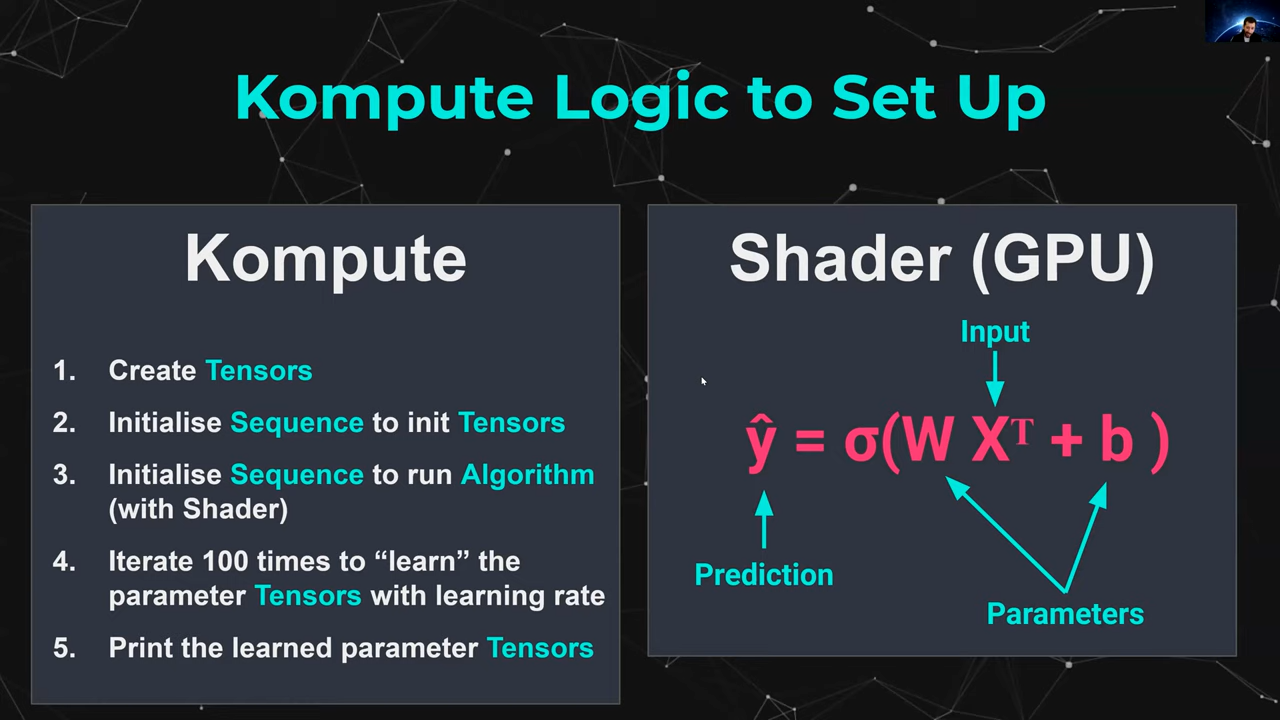 Kompute Logic to Set Up
Kompute
1. Create Tensors
2. Initialise Sequence to init Tensors
3. Initialise Sequence to run Algorithm
(with Shader)
4. Iterate 100 times to “learn” the
parameter Tensors with learning rate
5. Print the learned parameter Tensors
Shader (GPU)
Input
ŷ = σ(W Xᵀ + b )
Prediction
Parameters